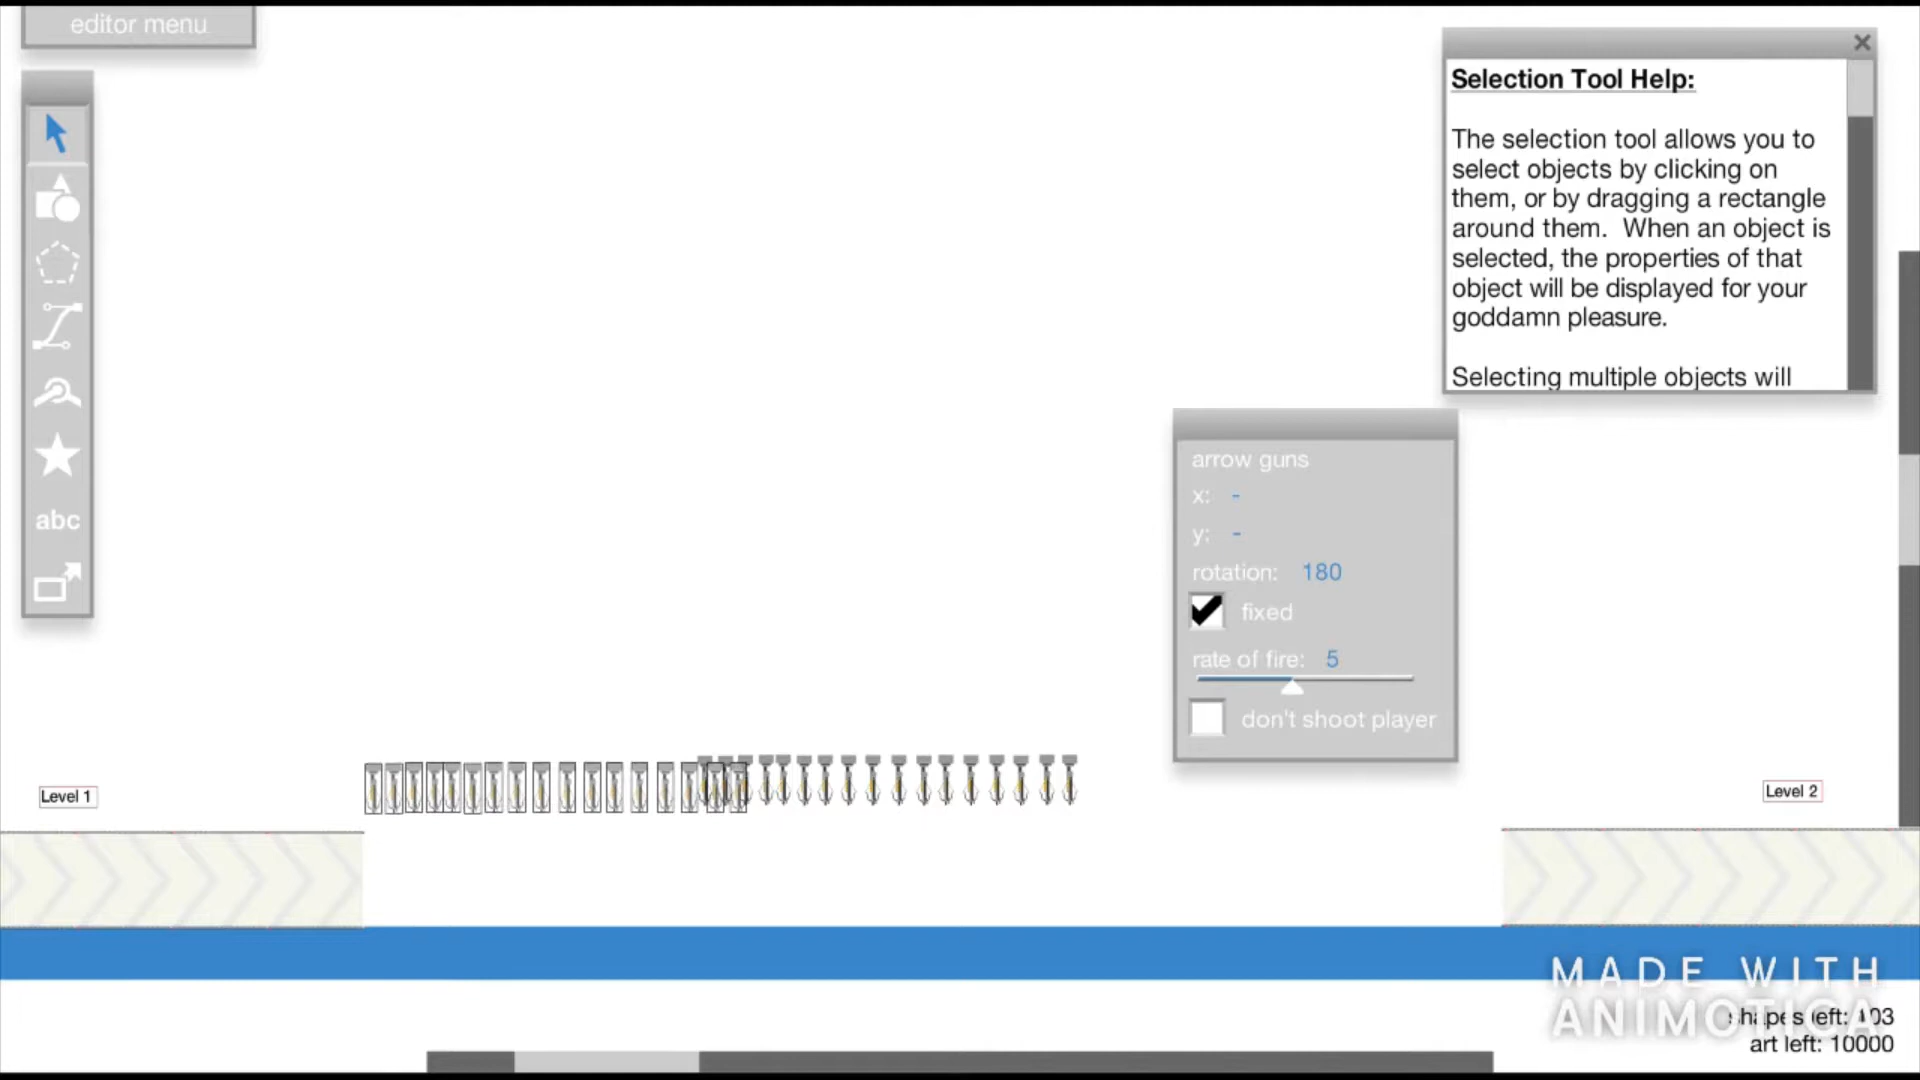 editor menu
Selection Tool Help:
The selection tool allows you to
select objects by clicking on
them, or by dragging a rectangle
around them.  When an object is
selected, the properties of that
object will be displayed for your
goddamn pleasure.
Selecting multiple objects will
abc
arrow guns
x: -
y: -
rotation: 180
fixed
rate of fire: 5
don't shoot player
Level 1
Level 2
MADE WITH
ANIMOTICA
shapes left: 103
art left: 10000